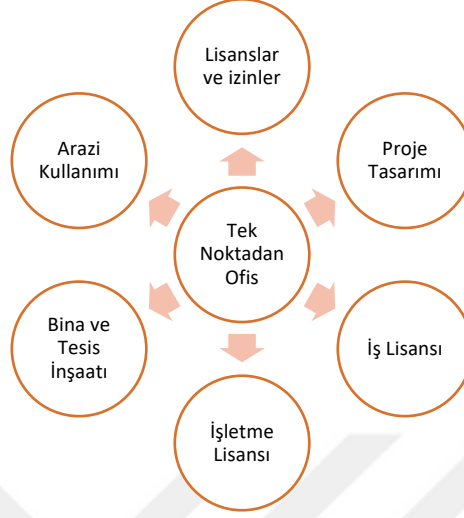 Lisanslar
ve izinler
Arazi
Kullanımı
Proje
Tasarımı
Tek
Noktadan
Ofis
Bina ve
Tesis
İnşaatı
İş Lisansı
İşletme
Lisansı